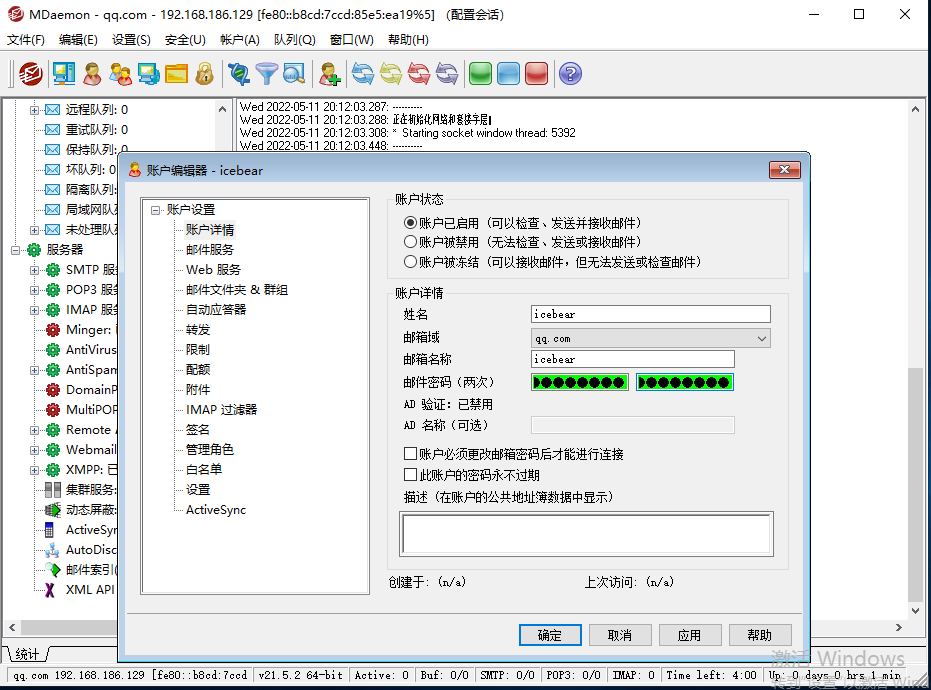 MDaemon - qq.com - 192.168.186.129 [fe80::b8cd:7ccd:85e5:ea19%5] （配置会话）
文件(F) 编辑(E) 设置(S) 安全(U) 帐户(A) 队列(Q) 窗口(W) 帮助(H)
远程队列: 0
重试队列: 0
保持队列: 0
坏队列: 0
隔离队列:
局域网队
未处理队
服务器
SMTP 服
POP3 服
IMAP 服
Minger:
AntiVirus
AntiSpam
DomainP
MultiPOP
Remote
Webmail
XMPP: 已
集群服务:
动态屏蔽:
ActiveSyn
AutoDisc
邮件索引(
XML API
统计
Wed 2022-05-11 20:12:03.287: ----------
Wed 2022-05-11 20:12:03.288: 正在初始化网络和套接字层
Wed 2022-05-11 20:12:03.308: * Starting socket window thread: 5392
Wed 2022-05-11 20:12:03.448: ----------
账户编辑器 - icebear
账户设置
账户详情
邮件服务
Web 服务
邮件文件夹 & 群组
自动应答器
转发
限制
配额
附件
IMAP 过滤器
签名
管理角色
白名单
设置
ActiveSync
账户状态
账户已启用（可以检查、发送并接收邮件）
账户被禁用（无法检查、发送或接收邮件）
账户被冻结（可以接收邮件，但无法发送或检查邮件）
账户详情
姓名 icebear
邮箱域 qq.com
邮箱名称 icebear
邮件密码（两次）
AD 验证：已禁用
AD 名称（可选）
账户必须更改邮箱密码后才能进行连接
此账户的密码永不过期
描述（在账户的公共地址簿数据中显示）
创建于: (n/a) 上次访问: (n/a)
确定 取消 应用 帮助
激活 Windows
转到"设置"以激活 Wind
qq.com 192.168.186.129 [fe80::b8cd:7ccd v21.5.2 64-bit Active: 0 Buf: 0/0 SMTP: 0/0 POP3: 0/0 IMAP: 0 Time left: 4:00 Up: 0 days 0 hrs 1 min